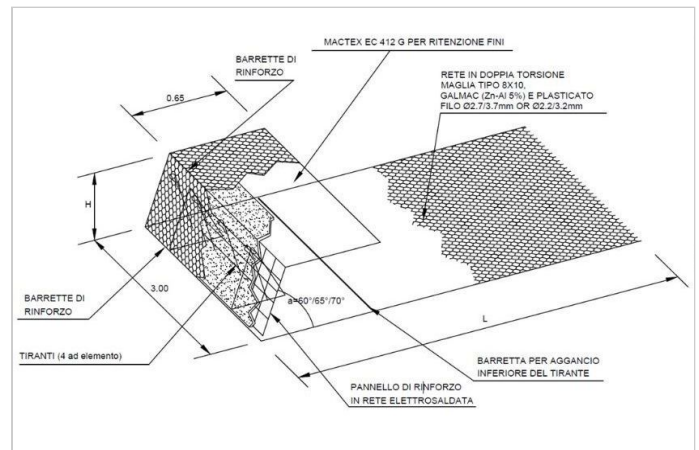 MACTEX EC 412 G PER RITENZIONE FINI
BARRETTE DI
RINFORZO
RETE IN DOPPIA TORSIONE
MAGLIA TIPO 8X10,
GALMAC (Zn-Al 5%) E PLASTICATO
FILO Ø2.7/3.7mm OR Ø2.2/3.2mm
0.65
H
3.00
a=60°/65°/70°
L
BARRETTE DI
RINFORZO
TIRANTI (4 ad elemento)
BARRETTA PER AGGANCIO
INFERIORE DEL TIRANTE
PANNELLO DI RINFORZO
IN RETE ELETTROSALDATA